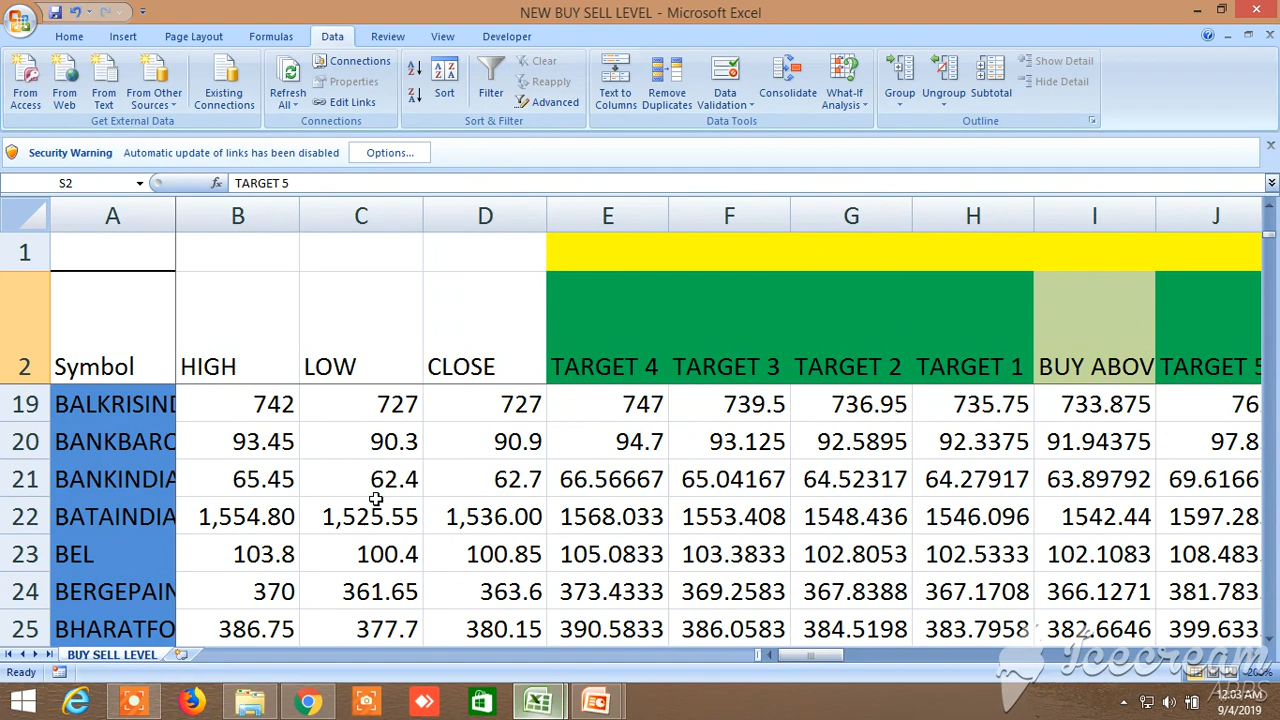 NEW BUY SELL LEVEL - Microsoft Excel
Home Insert Page Layout Formulas Data Review View Developer
From Access From Web From Text From Other Sources Existing Connections Get External Data
Refresh All Connections Properties Edit Links Connections
Sort Filter Clear Reapply Advanced Sort & Filter
Text to Columns Remove Duplicates Data Validation Consolidate What-If Analysis Data Tools
Group Ungroup Subtotal Show Detail Hide Detail Outline
Security Warning Automatic update of links has been disabled Options...
S2 fx TARGET 5
A B C D E F G H I J
1
2 Symbol HIGH LOW CLOSE TARGET 4 TARGET 3 TARGET 2 TARGET 1 BUY ABOV TARGET 5
19 BALKRISIND 742 727 727 747 739.5 736.95 735.75 733.875 76
20 BANKBARO 93.45 90.3 90.9 94.7 93.125 92.5895 92.3375 91.94375 97.8
21 BANKINDIA 65.45 62.4 62.7 66.56667 65.04167 64.52317 64.27917 63.89792 69.6166
22 BATAINDIA 1,554.80 1,525.55 1,536.00 1568.033 1553.408 1548.436 1546.096 1542.44 1597.28
23 BEL 103.8 100.4 100.85 105.0833 103.3833 102.8053 102.5333 102.1083 108.483
24 BERGEPAIN 370 361.65 363.6 373.4333 369.2583 367.8388 367.1708 366.1271 381.783
25 BHARATFO 386.75 377.7 380.15 390.5833 386.0583 384.5198 383.7958 382.6646 399.633
BUY SELL LEVEL
Ready 200%
Icecream
APPS
12:03 AM
9/4/2019